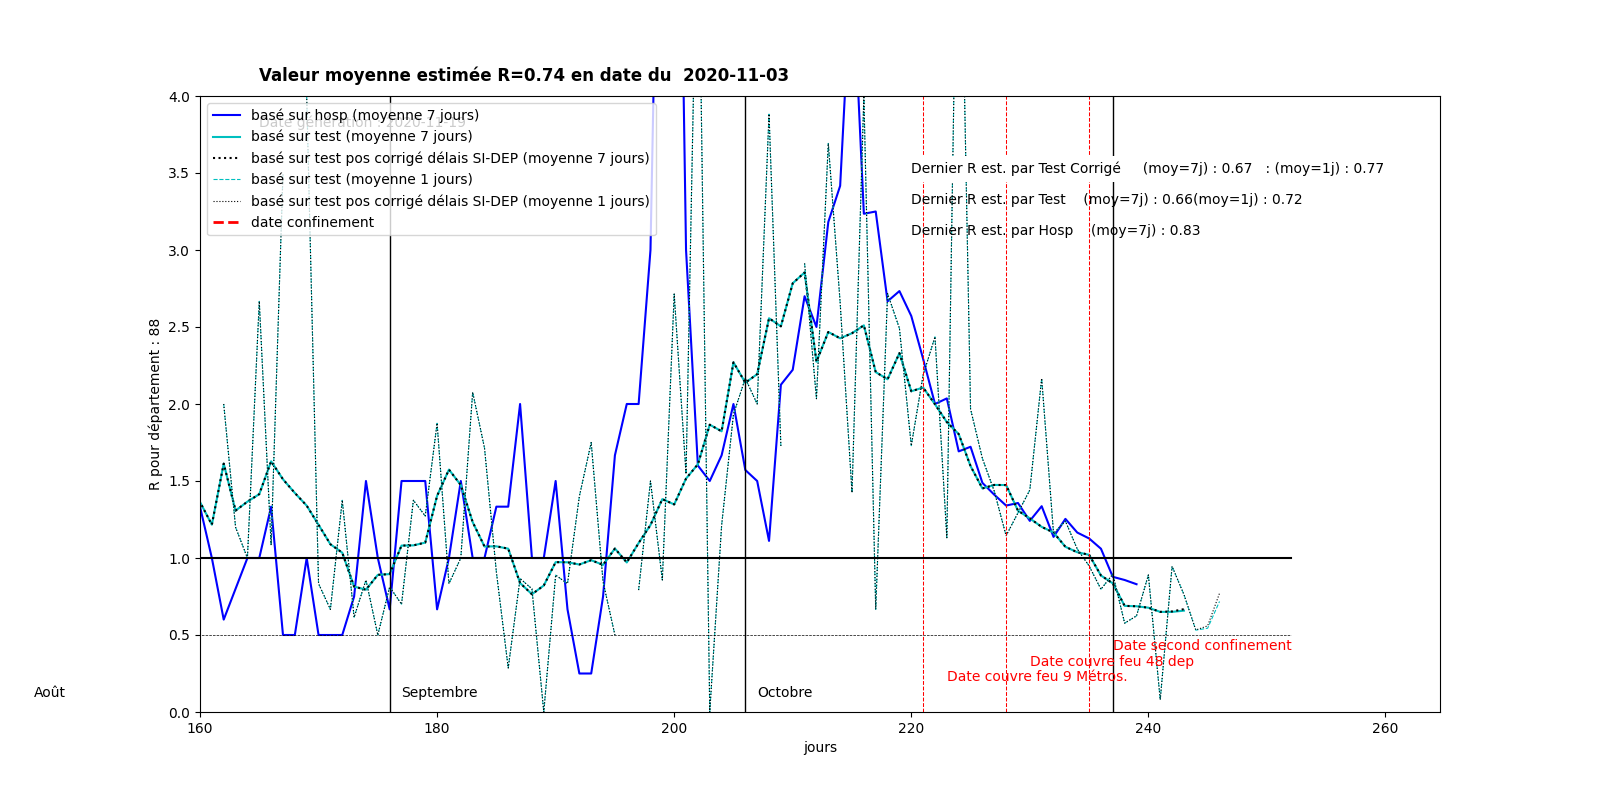 Valeur moyenne estimée R=0.74 en date du  2020-11-03
4.0
3.5
3.0
2.5
2.0
1.5
1.0
0.5
0.0
R pour département : 88
basé sur hosp (moyenne 7 jours)
Date génération : 2020-11-19
basé sur test (moyenne 7 jours)
basé sur test pos corrigé délais SI-DEP (moyenne 7 jours)
basé sur test (moyenne 1 jours)
basé sur test pos corrigé délais SI-DEP (moyenne 1 jours)
date confinement
Dernier R est. par Test Corrigé     (moy=7j) : 0.67   : (moy=1j) : 0.77
Dernier R est. par Test    (moy=7j) : 0.66(moy=1j) : 0.72
Dernier R est. par Hosp    (moy=7j) : 0.83
Date second confinement
Date couvre feu 48 dep
Date couvre feu 9 Métros.
Août
Septembre
Octobre
160
180
200
220
240
260
jours